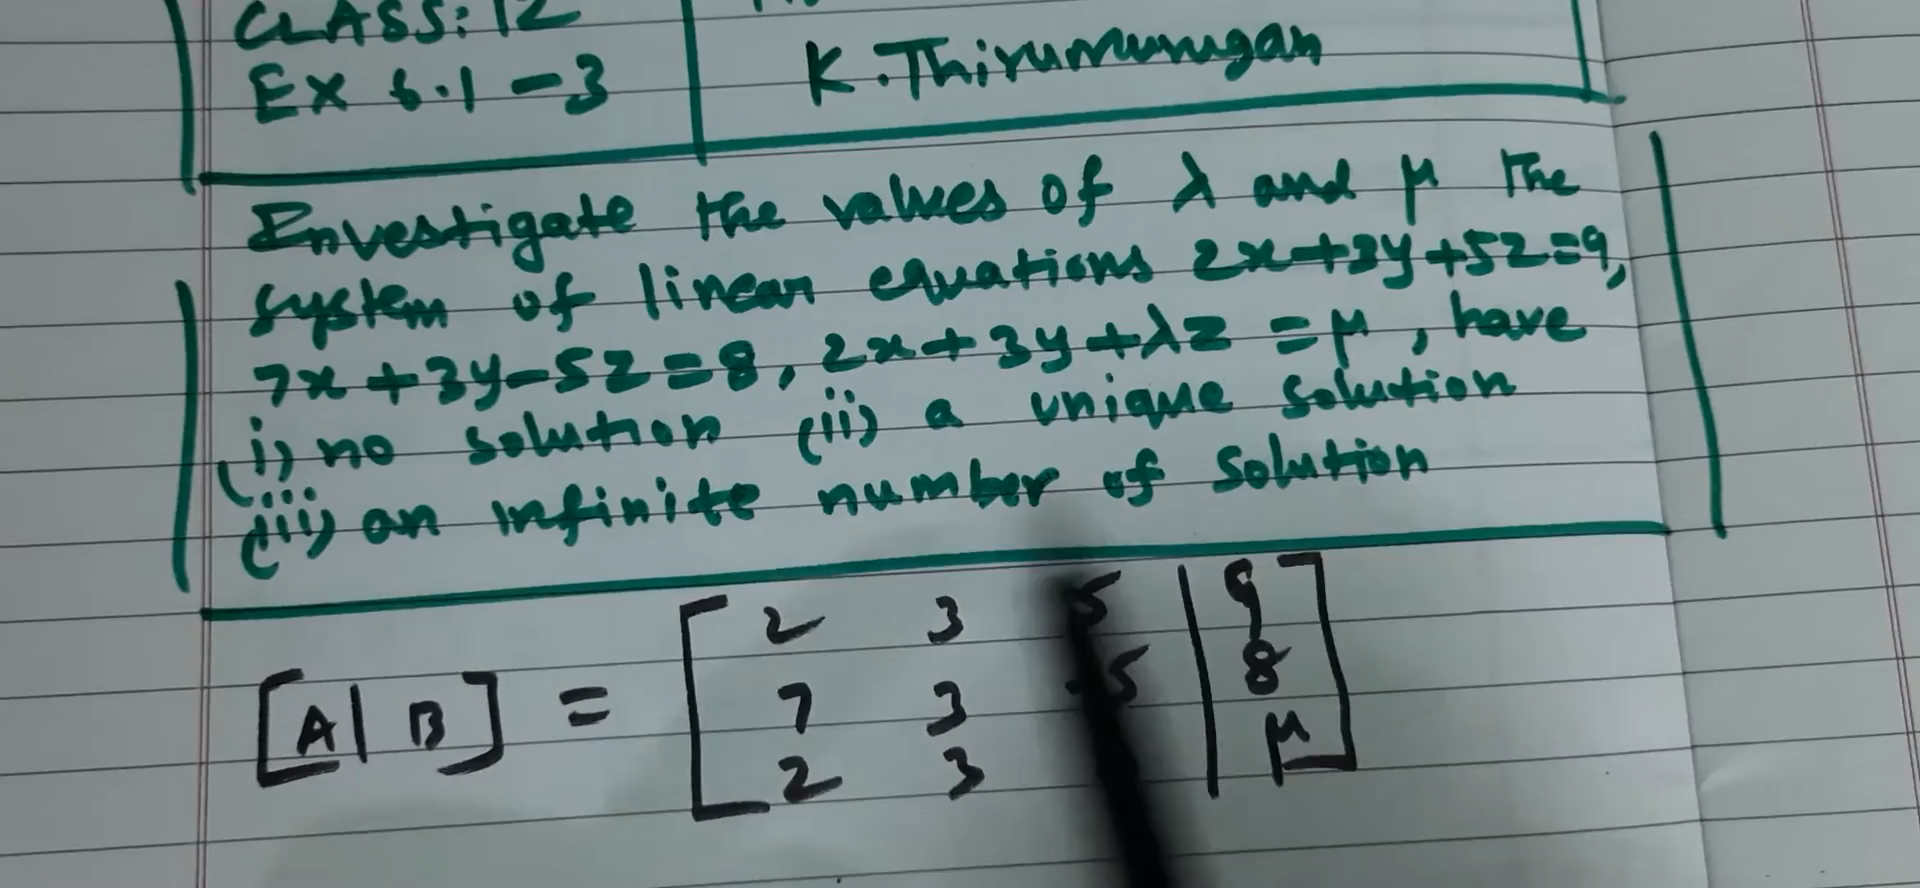 CLASS: 12
EX 6.1 - 3
K.Thirumurugan
Investigate the values of λ and μ The
system of linear equations 2x+3y+5z=9,
7x+3y-5z=8, 2x+3y+λz=μ, have
(i) no solution (ii) a unique solution
(iii) an infinite number of solution
[A| B] = [ 2 3 5 | 9 ]
7 3 -5 | 8
2 3 | μ